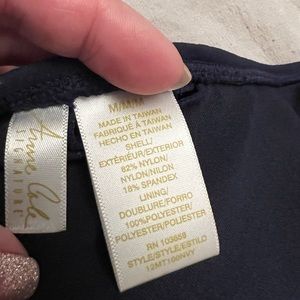 Anne Cole
SIGNATURE
M/M/M
MADE IN TAIWAN
FABRIQUÉ À TAIWAN
HECHO EN TAIWAN
SHELL/
EXTÉRIEUR/EXTERIOR
82% NYLON/
NYLON/NILON
18% SPANDEX
LINING/
DOUBLURE/FORRO
100%POLYESTER/
POLYESTER/POLIESTER
RN 103658
STYLE/STYLE/ESTILO
12MT100NVY